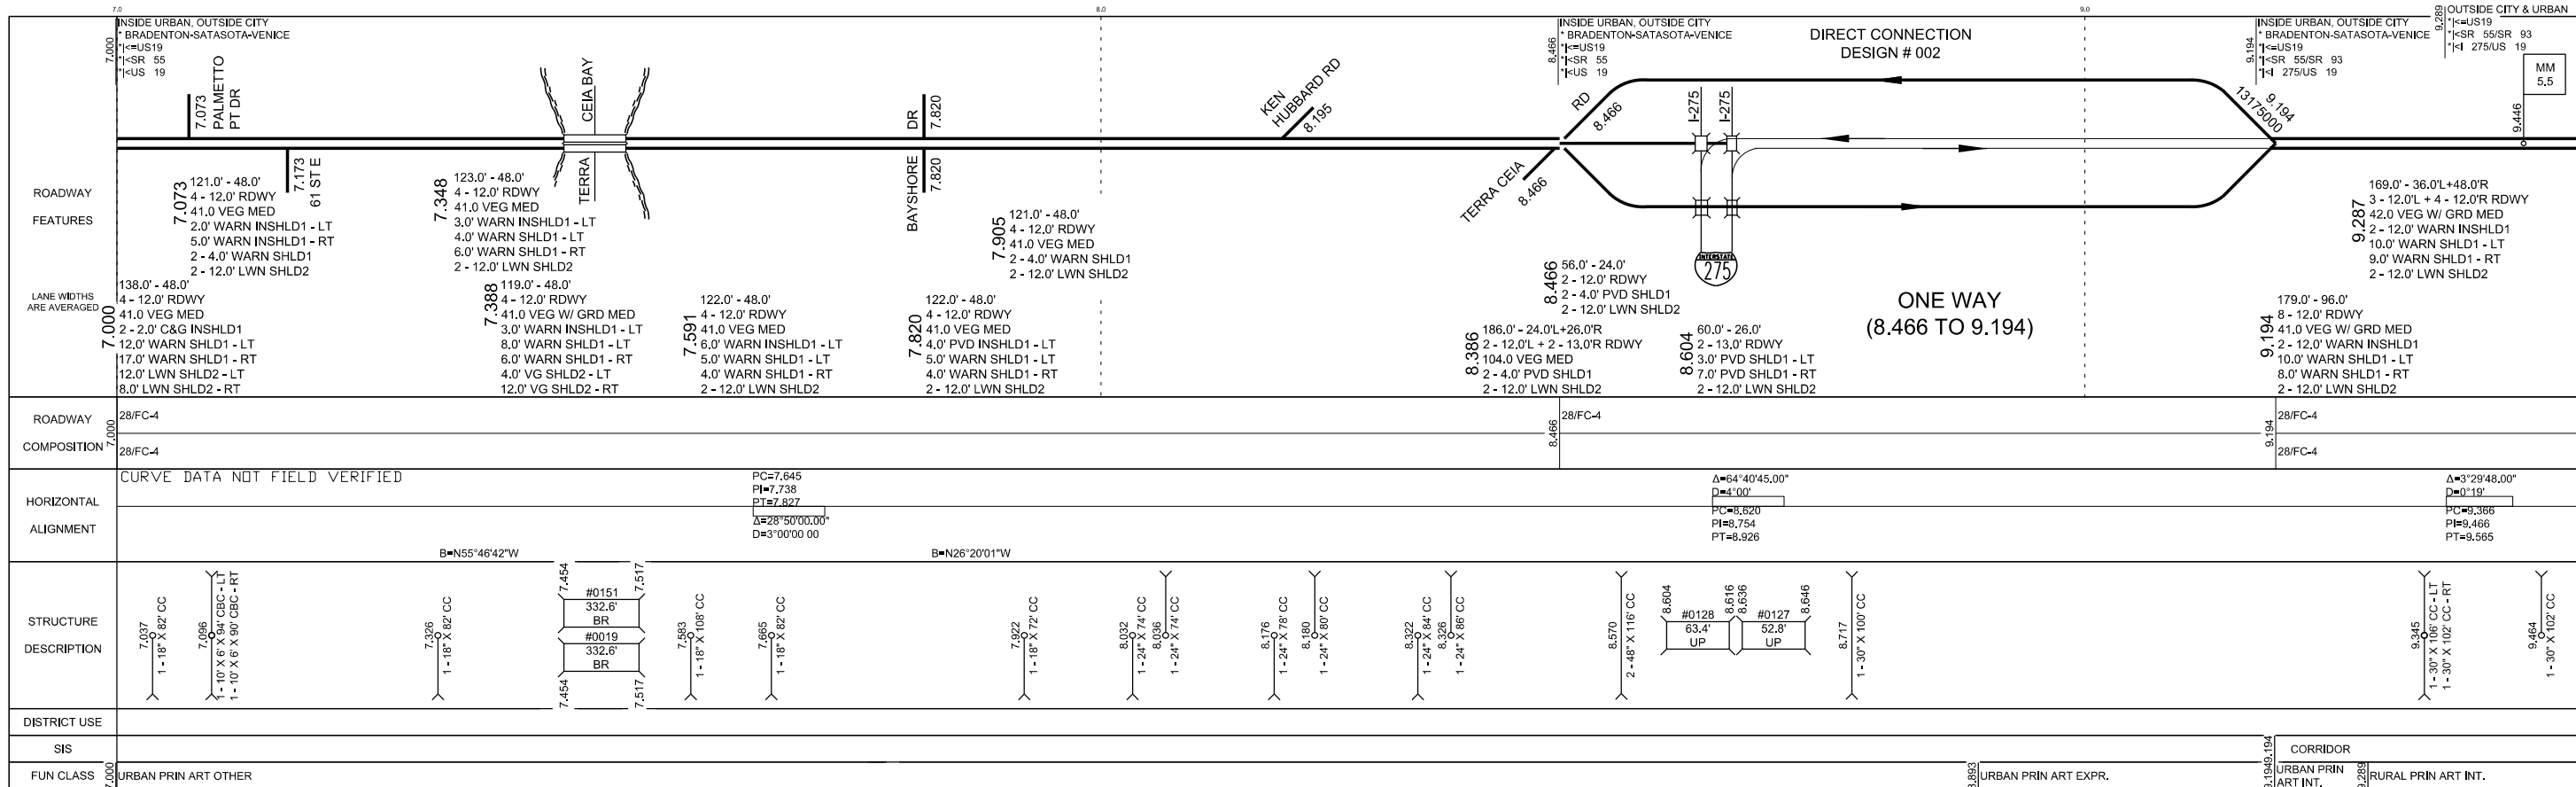 7.0
8.0
9.0
7.000
INSIDE URBAN, OUTSIDE CITY
* BRADENTON-SATASOTA-VENICE
*|<=US19
*|<SR 55
*|<US 19
8.466
INSIDE URBAN, OUTSIDE CITY
* BRADENTON-SATASOTA-VENICE
*|<=US19
*|<SR 55
*|<US 19
DIRECT CONNECTION
DESIGN # 002
9.194
INSIDE URBAN, OUTSIDE CITY
* BRADENTON-SATASOTA-VENICE
*|<=US19
*|<SR 55/SR 93
*|<I 275/US 19
9.289
OUTSIDE CITY & URBAN
*|<=US19
*|<SR 55/SR 93
*|<I 275/US 19
MM
5.5
9.446
7.073
PALMETTO
PT DR
7.173
61 ST E
CEIA BAY
TERRA
DR
7.820
BAYSHORE
7.820
KEN
HUBBARD RD
8.195
RD
8.466
TERRA CEIA
8.466
I-275
I-275
INTERSTATE
275
13175000
9.194
ONE WAY
(8.466 TO 9.194)
ROADWAY
FEATURES
LANE WIDTHS
ARE AVERAGED
7.073
121.0' - 48.0'
4 - 12.0' RDWY
41.0 VEG MED
2.0' WARN INSHLD1 - LT
5.0' WARN INSHLD1 - RT
2 - 4.0' WARN SHLD1
2 - 12.0' LWN SHLD2
7.348
123.0' - 48.0'
4 - 12.0' RDWY
41.0 VEG MED
3.0' WARN INSHLD1 - LT
4.0' WARN SHLD1 - LT
6.0' WARN SHLD1 - RT
2 - 12.0' LWN SHLD2
7.905
121.0' - 48.0'
4 - 12.0' RDWY
41.0 VEG MED
2 - 4.0' WARN SHLD1
2 - 12.0' LWN SHLD2
8.466
56.0' - 24.0'
2 - 12.0' RDWY
2 - 4.0' PVD SHLD1
2 - 12.0' LWN SHLD2
9.287
169.0' - 36.0'L+48.0'R
3 - 12.0'L + 4 - 12.0'R RDWY
42.0 VEG W/ GRD MED
2 - 12.0' WARN INSHLD1
10.0' WARN SHLD1 - LT
9.0' WARN SHLD1 - RT
2 - 12.0' LWN SHLD2
7.000
138.0' - 48.0'
4 - 12.0' RDWY
41.0 VEG MED
2 - 2.0' C&G INSHLD1
12.0' WARN SHLD1 - LT
17.0' WARN SHLD1 - RT
12.0' LWN SHLD2 - LT
8.0' LWN SHLD2 - RT
7.388
119.0' - 48.0'
4 - 12.0' RDWY
41.0 VEG W/ GRD MED
3.0' WARN INSHLD1 - LT
8.0' WARN SHLD1 - LT
6.0' WARN SHLD1 - RT
4.0' VG SHLD2 - LT
12.0' VG SHLD2 - RT
7.591
122.0' - 48.0'
4 - 12.0' RDWY
41.0 VEG MED
6.0' WARN INSHLD1 - LT
5.0' WARN SHLD1 - LT
4.0' WARN SHLD1 - RT
2 - 12.0' LWN SHLD2
7.820
122.0' - 48.0'
4 - 12.0' RDWY
41.0 VEG MED
4.0' PVD INSHLD1 - LT
5.0' WARN SHLD1 - LT
4.0' WARN SHLD1 - RT
2 - 12.0' LWN SHLD2
8.386
186.0' - 24.0'L+26.0'R
2 - 12.0'L + 2 - 13.0'R RDWY
104.0 VEG MED
2 - 4.0' PVD SHLD1
2 - 12.0' LWN SHLD2
8.604
60.0' - 26.0'
2 - 13.0' RDWY
3.0' PVD SHLD1 - LT
7.0' PVD SHLD1 - RT
2 - 12.0' LWN SHLD2
9.194
179.0' - 96.0'
8 - 12.0' RDWY
41.0 VEG W/ GRD MED
2 - 12.0' WARN INSHLD1
10.0' WARN SHLD1 - LT
8.0' WARN SHLD1 - RT
2 - 12.0' LWN SHLD2
ROADWAY
COMPOSITION
7.000
28/FC-4
28/FC-4
8.466
28/FC-4
9.194
28/FC-4
28/FC-4
HORIZONTAL
ALIGNMENT
CURVE DATA NOT FIELD VERIFIED
PC=7.645
PI=7.738
PT=7.827
Δ=28°50'00.00"
D=3°00'00 00
B=N55°46'42"W
B=N26°20'01"W
Δ=64°40'45.00"
D=4°00'
PC=8.620
PI=8.754
PT=8.926
Δ=3°29'48.00"
D=0°19'
PC=9.366
PI=9.466
PT=9.565
STRUCTURE
DESCRIPTION
7.037
1 - 18" X 82' CC
7.096
1 - 10' X 6' X 94' CBC - LT
1 - 10' X 6' X 90' CBC - RT
7.326
1 - 18" X 82' CC
7.454
7.517
#0151
332.6'
BR
#0019
332.6'
BR
7.454
7.517
7.583
1 - 18" X 108' CC
7.665
1 - 18" X 82' CC
7.922
1 - 18" X 72' CC
8.032
1 - 24" X 74' CC
8.036
1 - 24" X 74' CC
8.176
1 - 24" X 78' CC
8.180
1 - 24" X 80' CC
8.322
1 - 24" X 84' CC
8.326
1 - 24" X 86' CC
8.570
2 - 48" X 116' CC
8.604
8.616
8.636
8.646
#0128
63.4'
UP
#0127
52.8'
UP
8.717
1 - 30" X 100' CC
9.345
1 - 30" X 106' CC - LT
1 - 30" X 102' CC - RT
9.464
1 - 30" X 102' CC
DISTRICT USE
SIS
9.194
CORRIDOR
FUN CLASS
7.000
URBAN PRIN ART OTHER
8.893
URBAN PRIN ART EXPR.
9.194
URBAN PRIN
ART INT.
9.289
RURAL PRIN ART INT.